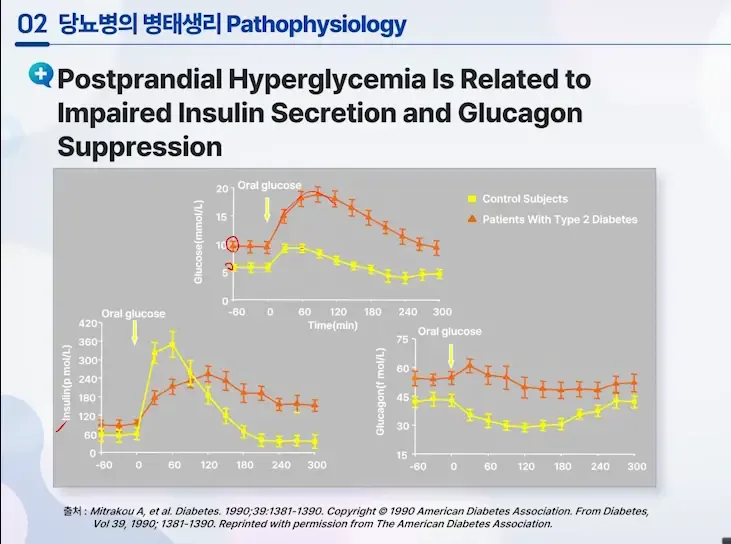 02 당뇨병의 병태생리 Pathophysiology
Postprandial Hyperglycemia Is Related to
Impaired Insulin Secretion and Glucagon
Suppression
Oral glucose
Control Subjects
Patients With Type 2 Diabetes
Glucose(mmol/L)
20
15
10
5
0
-60 0 60 120 180 240 300
Time(min)
Oral glucose
Insulin(p mol/L)
420
360
300
240
180
120
60
0
-60 0 60 120 180 240 300
Oral glucose
Glucagon(f mol/L)
75
60
45
30
15
-60 0 60 120 180 240 300
출처 : Mitrakou A, et al. Diabetes. 1990;39:1381-1390. Copyright © 1990 American Diabetes Association. From Diabetes,
Vol 39, 1990; 1381-1390. Reprinted with permission from The American Diabetes Association.